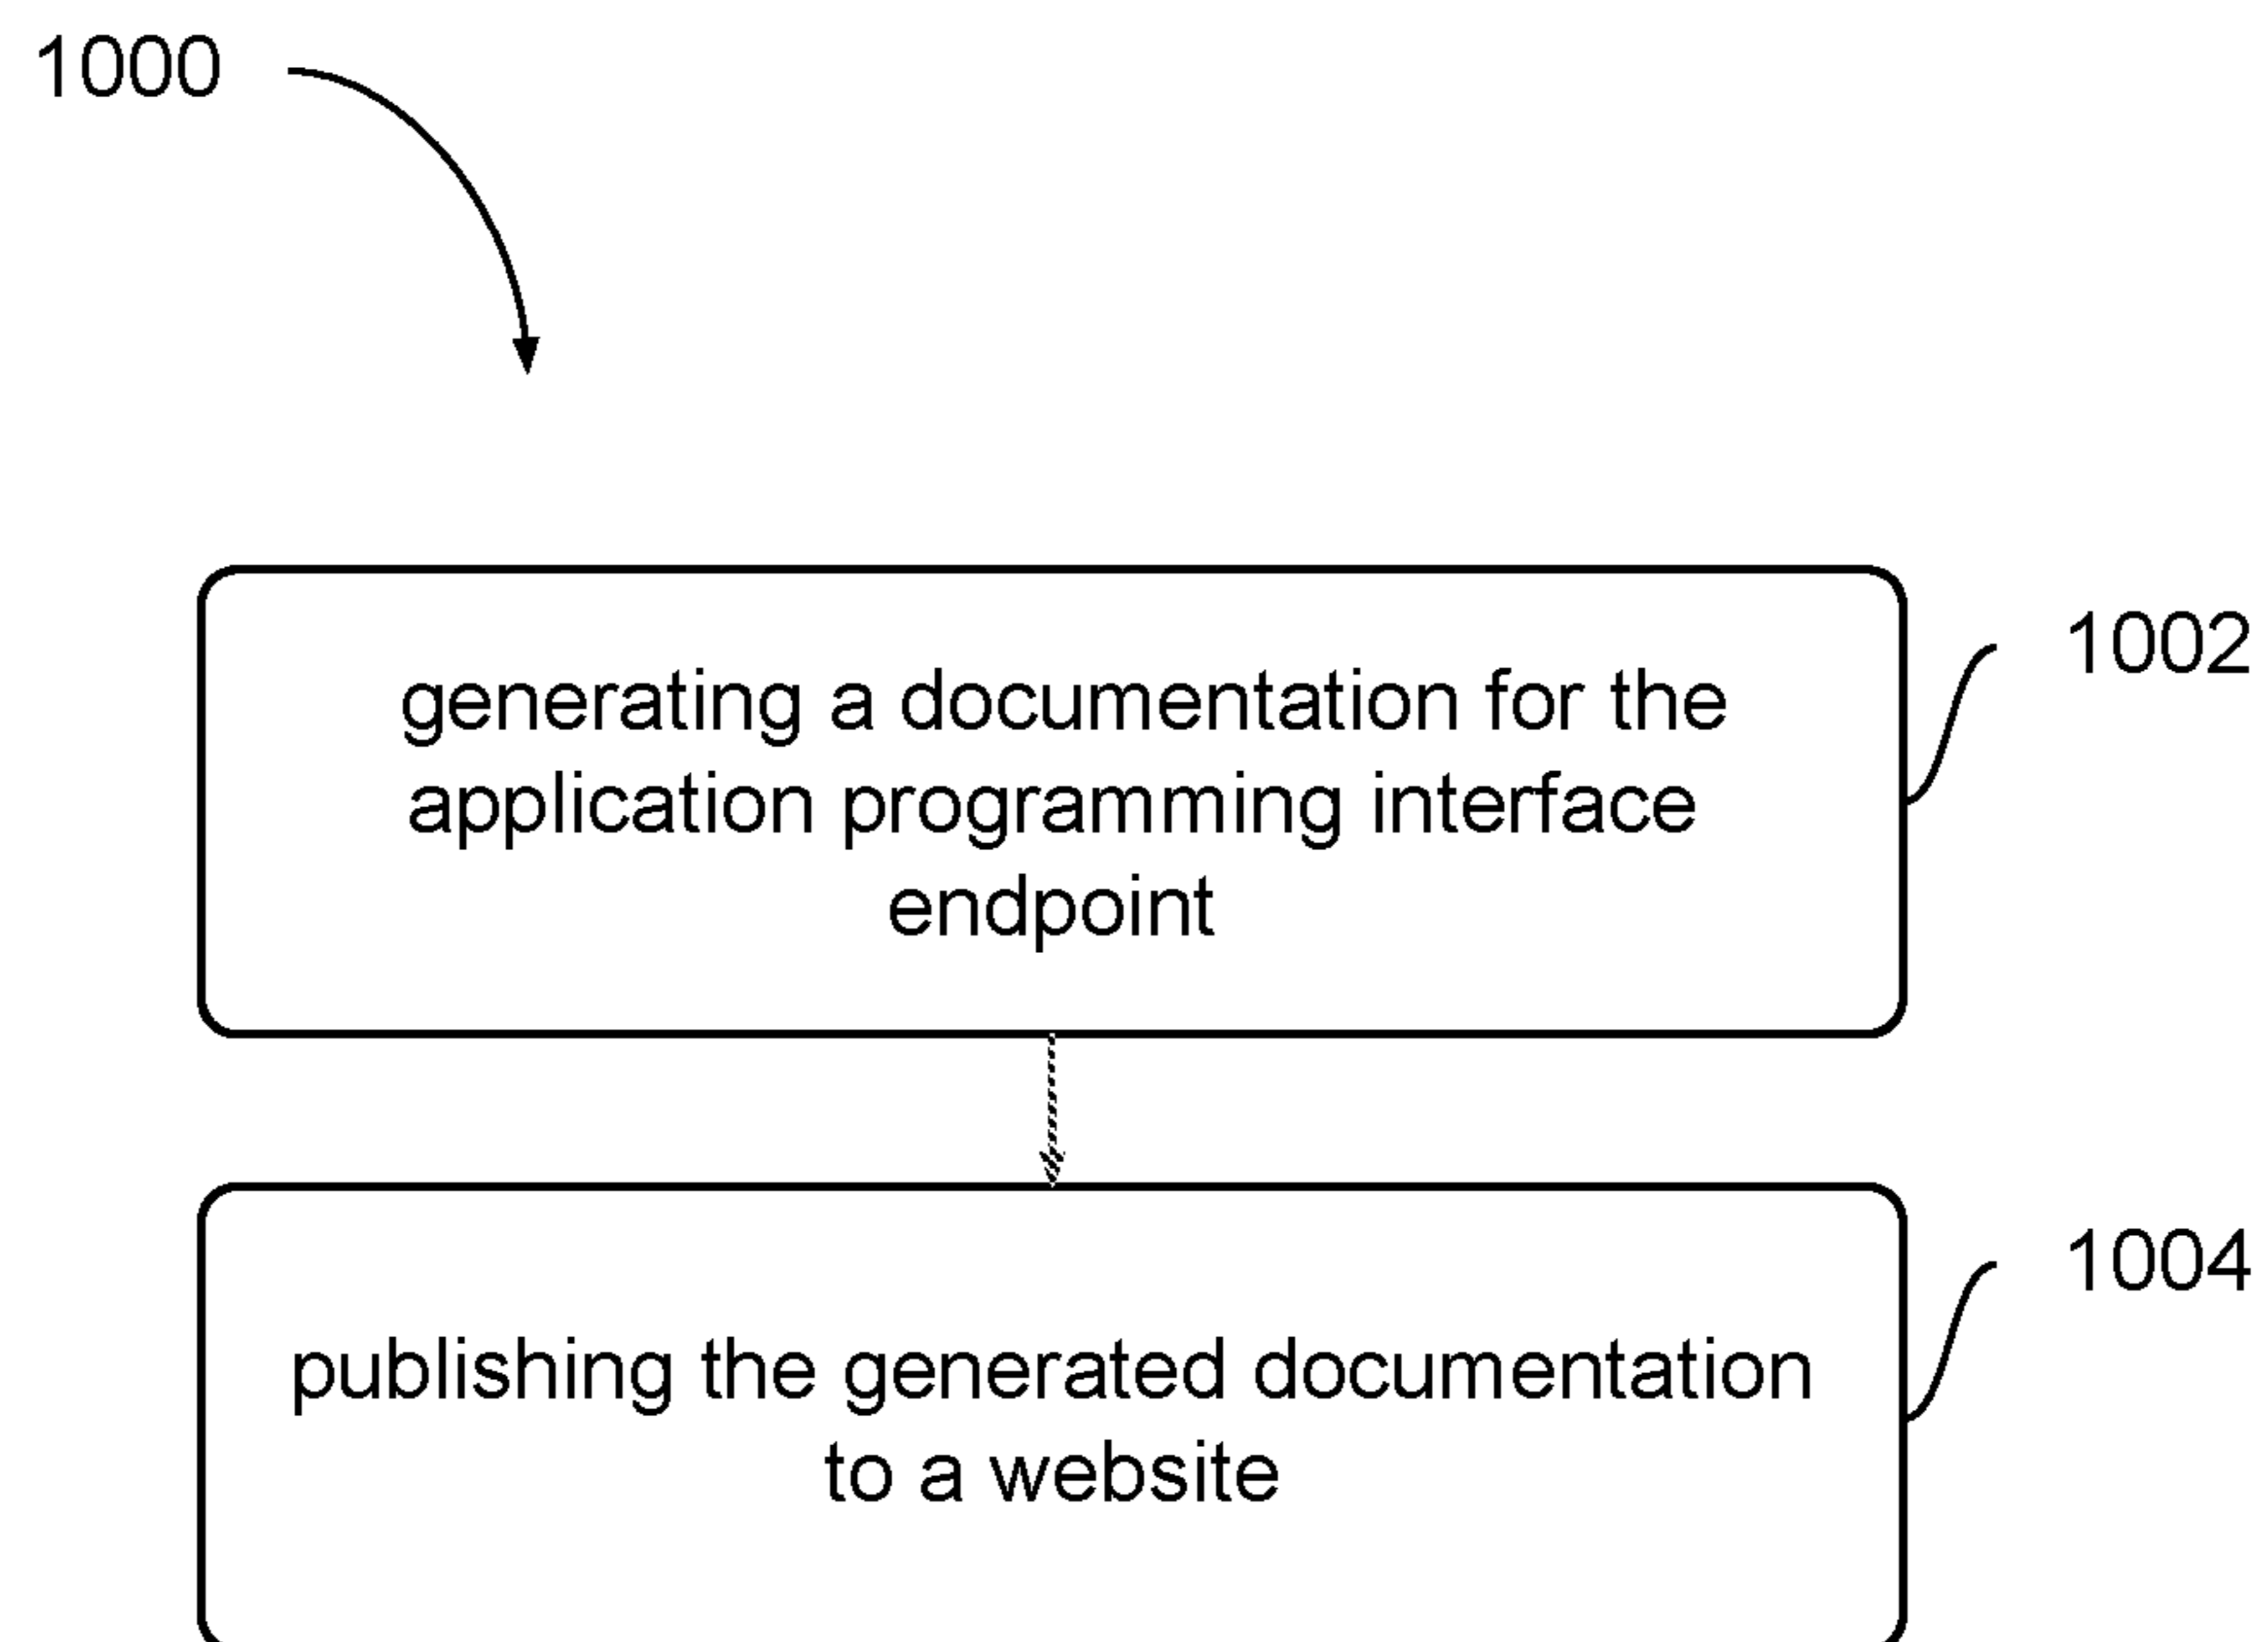 1000
generating a documentation for the
application programming interface
endpoint
1002
publishing the generated documentation
to a website
1004